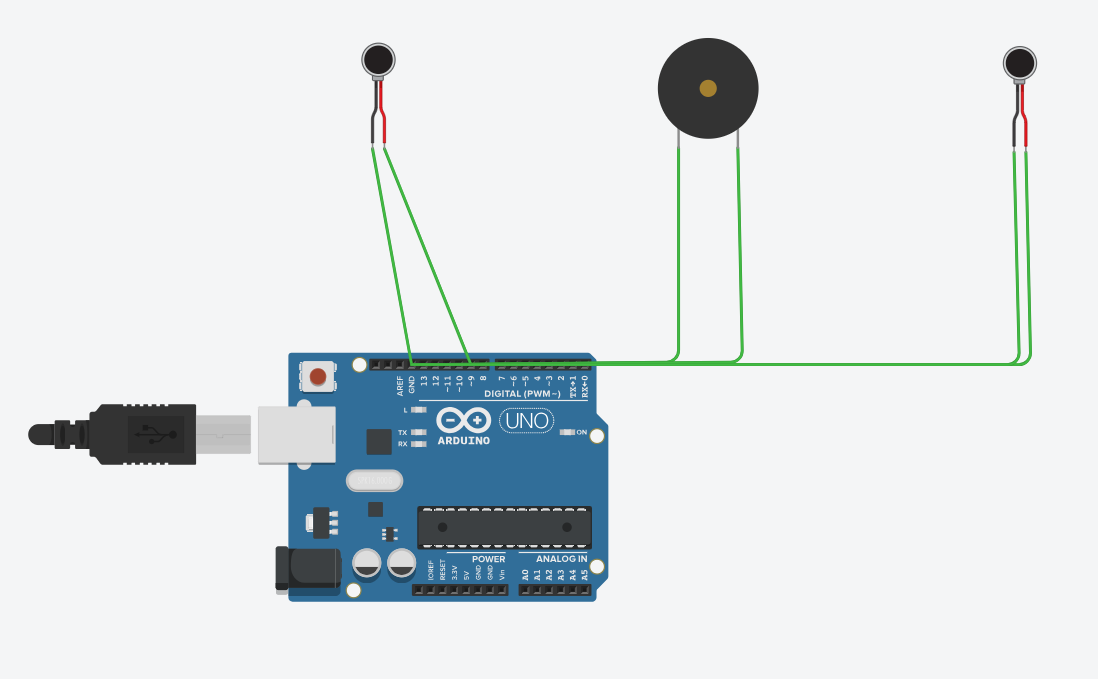 AREF
GND
13
12
~11
~10
~9
8
7
~6
~5
4
~3
2
TX→1
RX←0
DIGITAL (PWM~)
L
TX
RX
ARDUINO
UNO
ON
POWER
ANALOG IN
IOREF
RESET
3.3V
5V
GND
GND
Vin
A0
A1
A2
A3
A4
A5